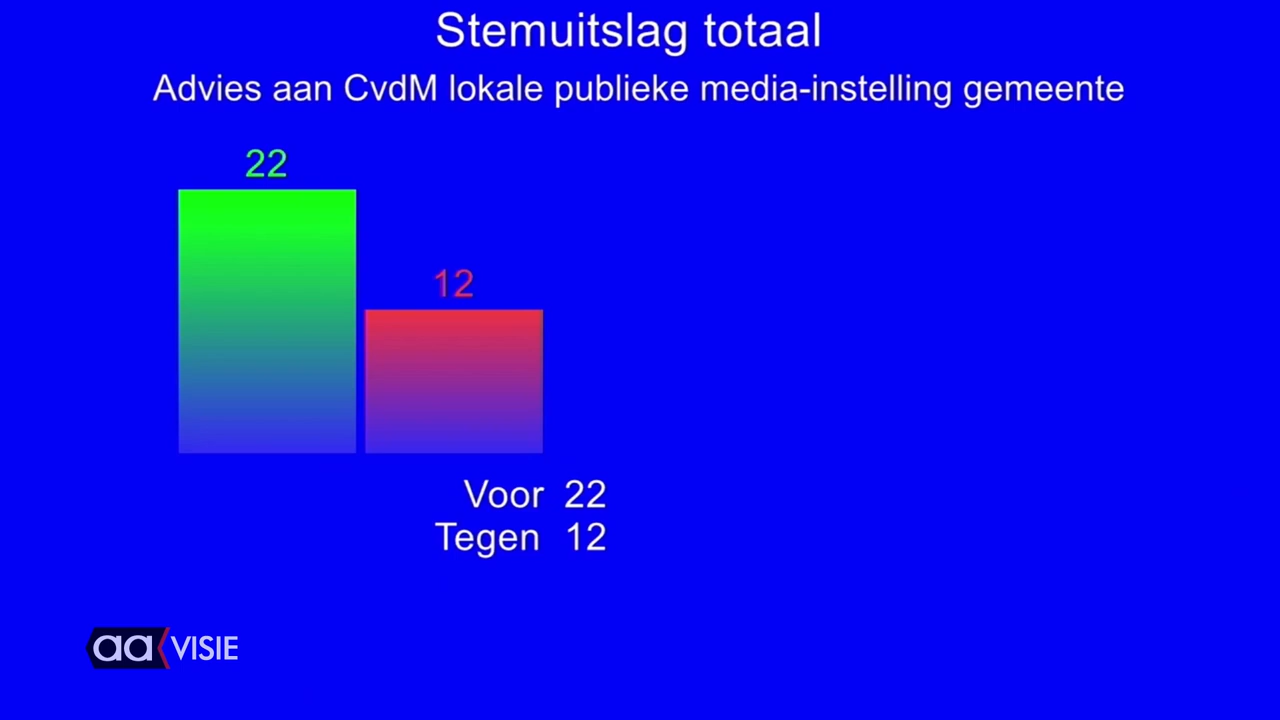 Stemuitslag totaal
Advies aan CvdM lokale publieke media-instelling gemeente
22
12
Voor 22
Tegen 12
aa VISIE